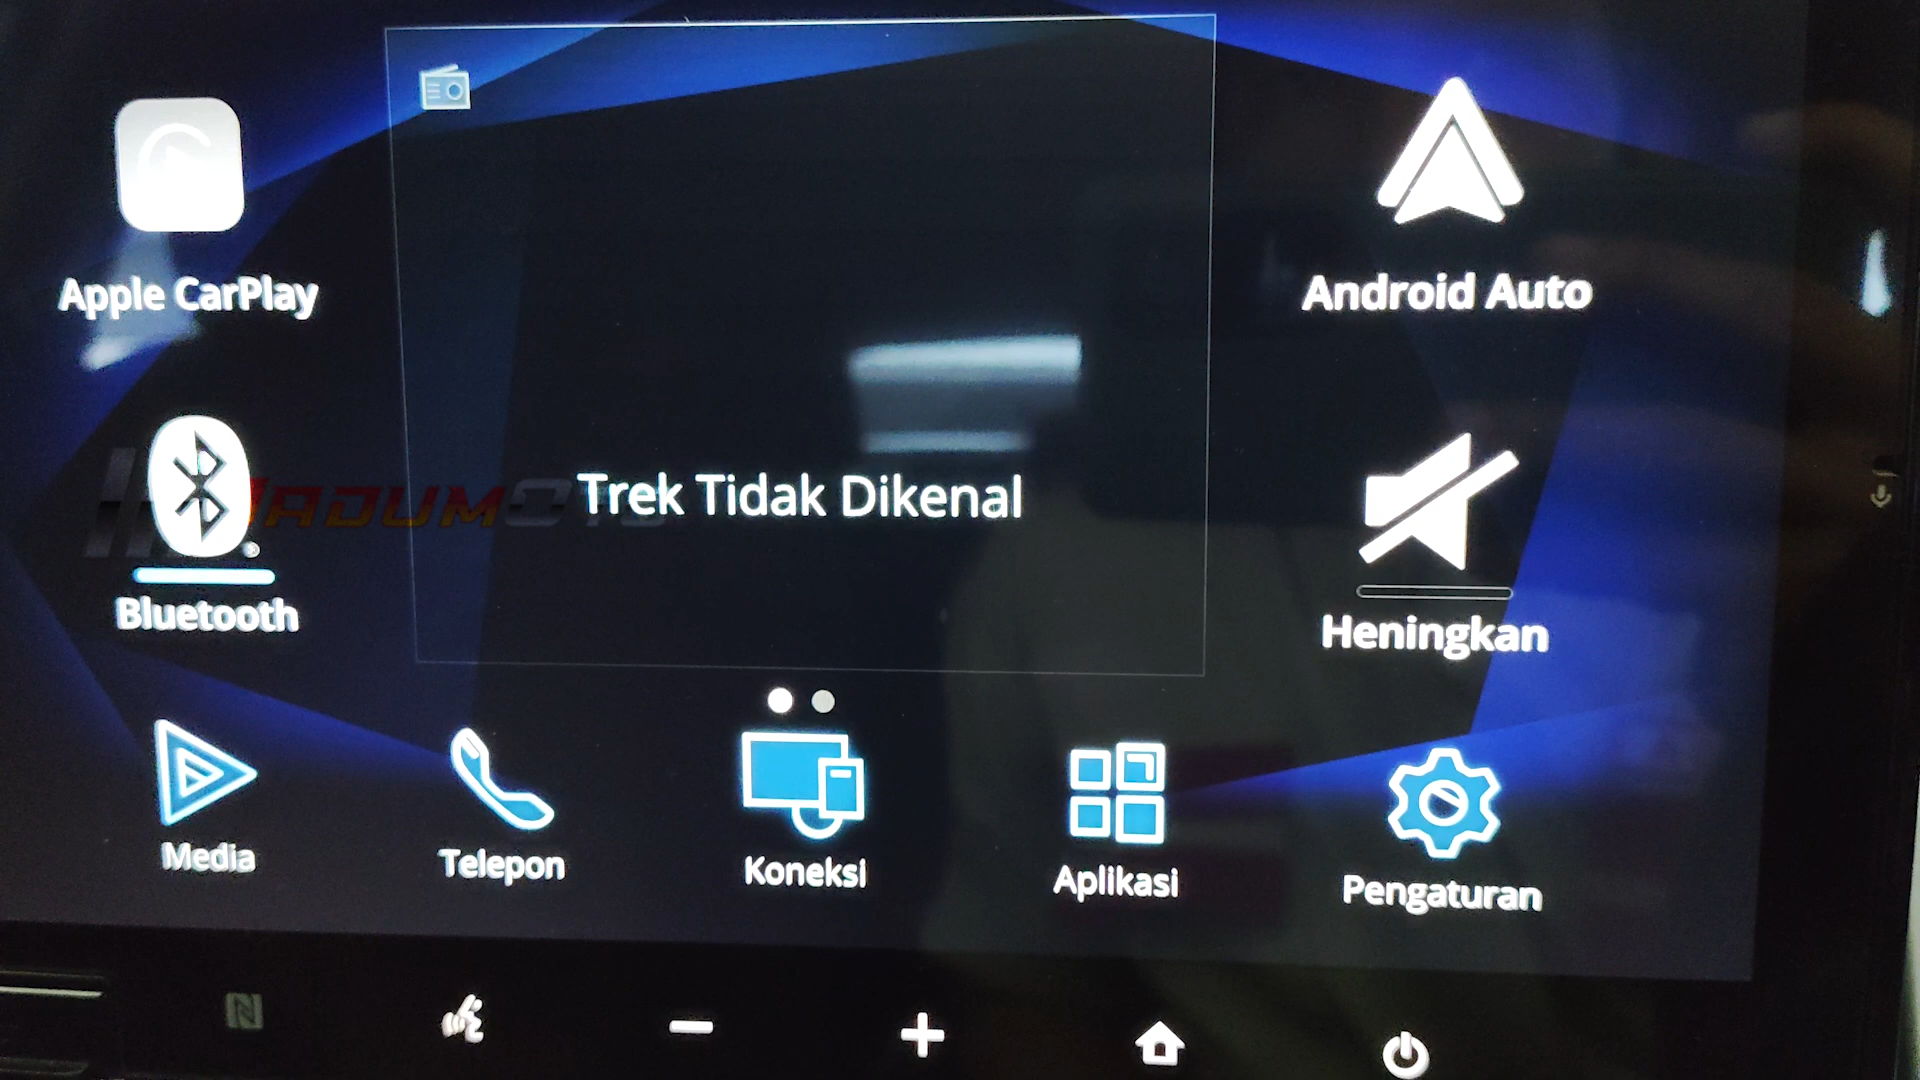 Apple CarPlay
Android Auto
Trek Tidak Dikenal
Bluetooth
Heningkan
Media
Telepon
Koneksi
Aplikasi
Pengaturan